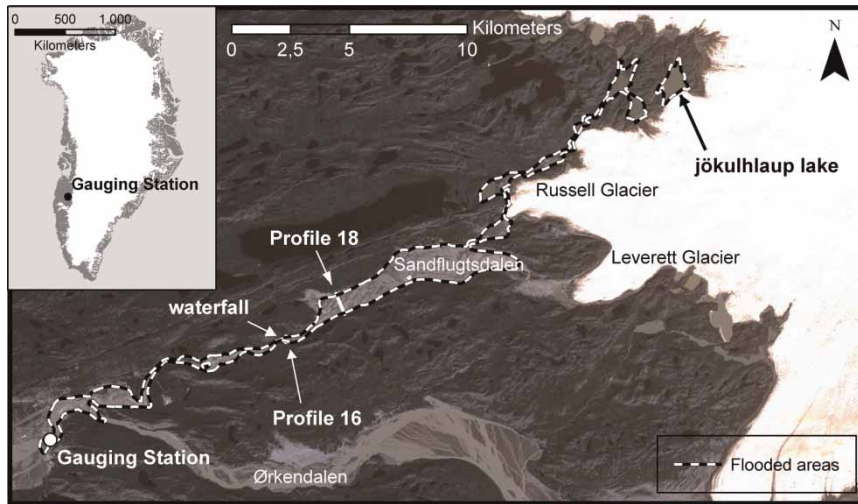 0 500 1.000
Kilometers
Gauging Station
Kilometers
0 2,5 5 10
N
jökulhlaup lake
Russell Glacier
Profile 18
Sandflugtsdalen
Leverett Glacier
waterfall
Profile 16
Gauging Station
Ørkendalen
Flooded areas